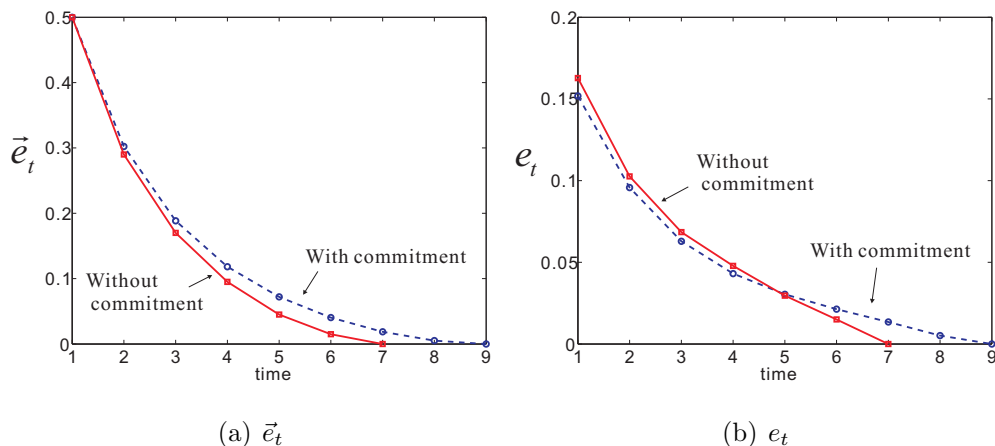 0.5
0.4
0.3
0.2
0.1
0
e⃗t
Without
commitment
With commitment
1 2 3 4 5 6 7 8 9
time
(a) e⃗t
0.2
0.15
0.1
0.05
0
et
Without
commitment
With commitment
1 2 3 4 5 6 7 8 9
time
(b) et